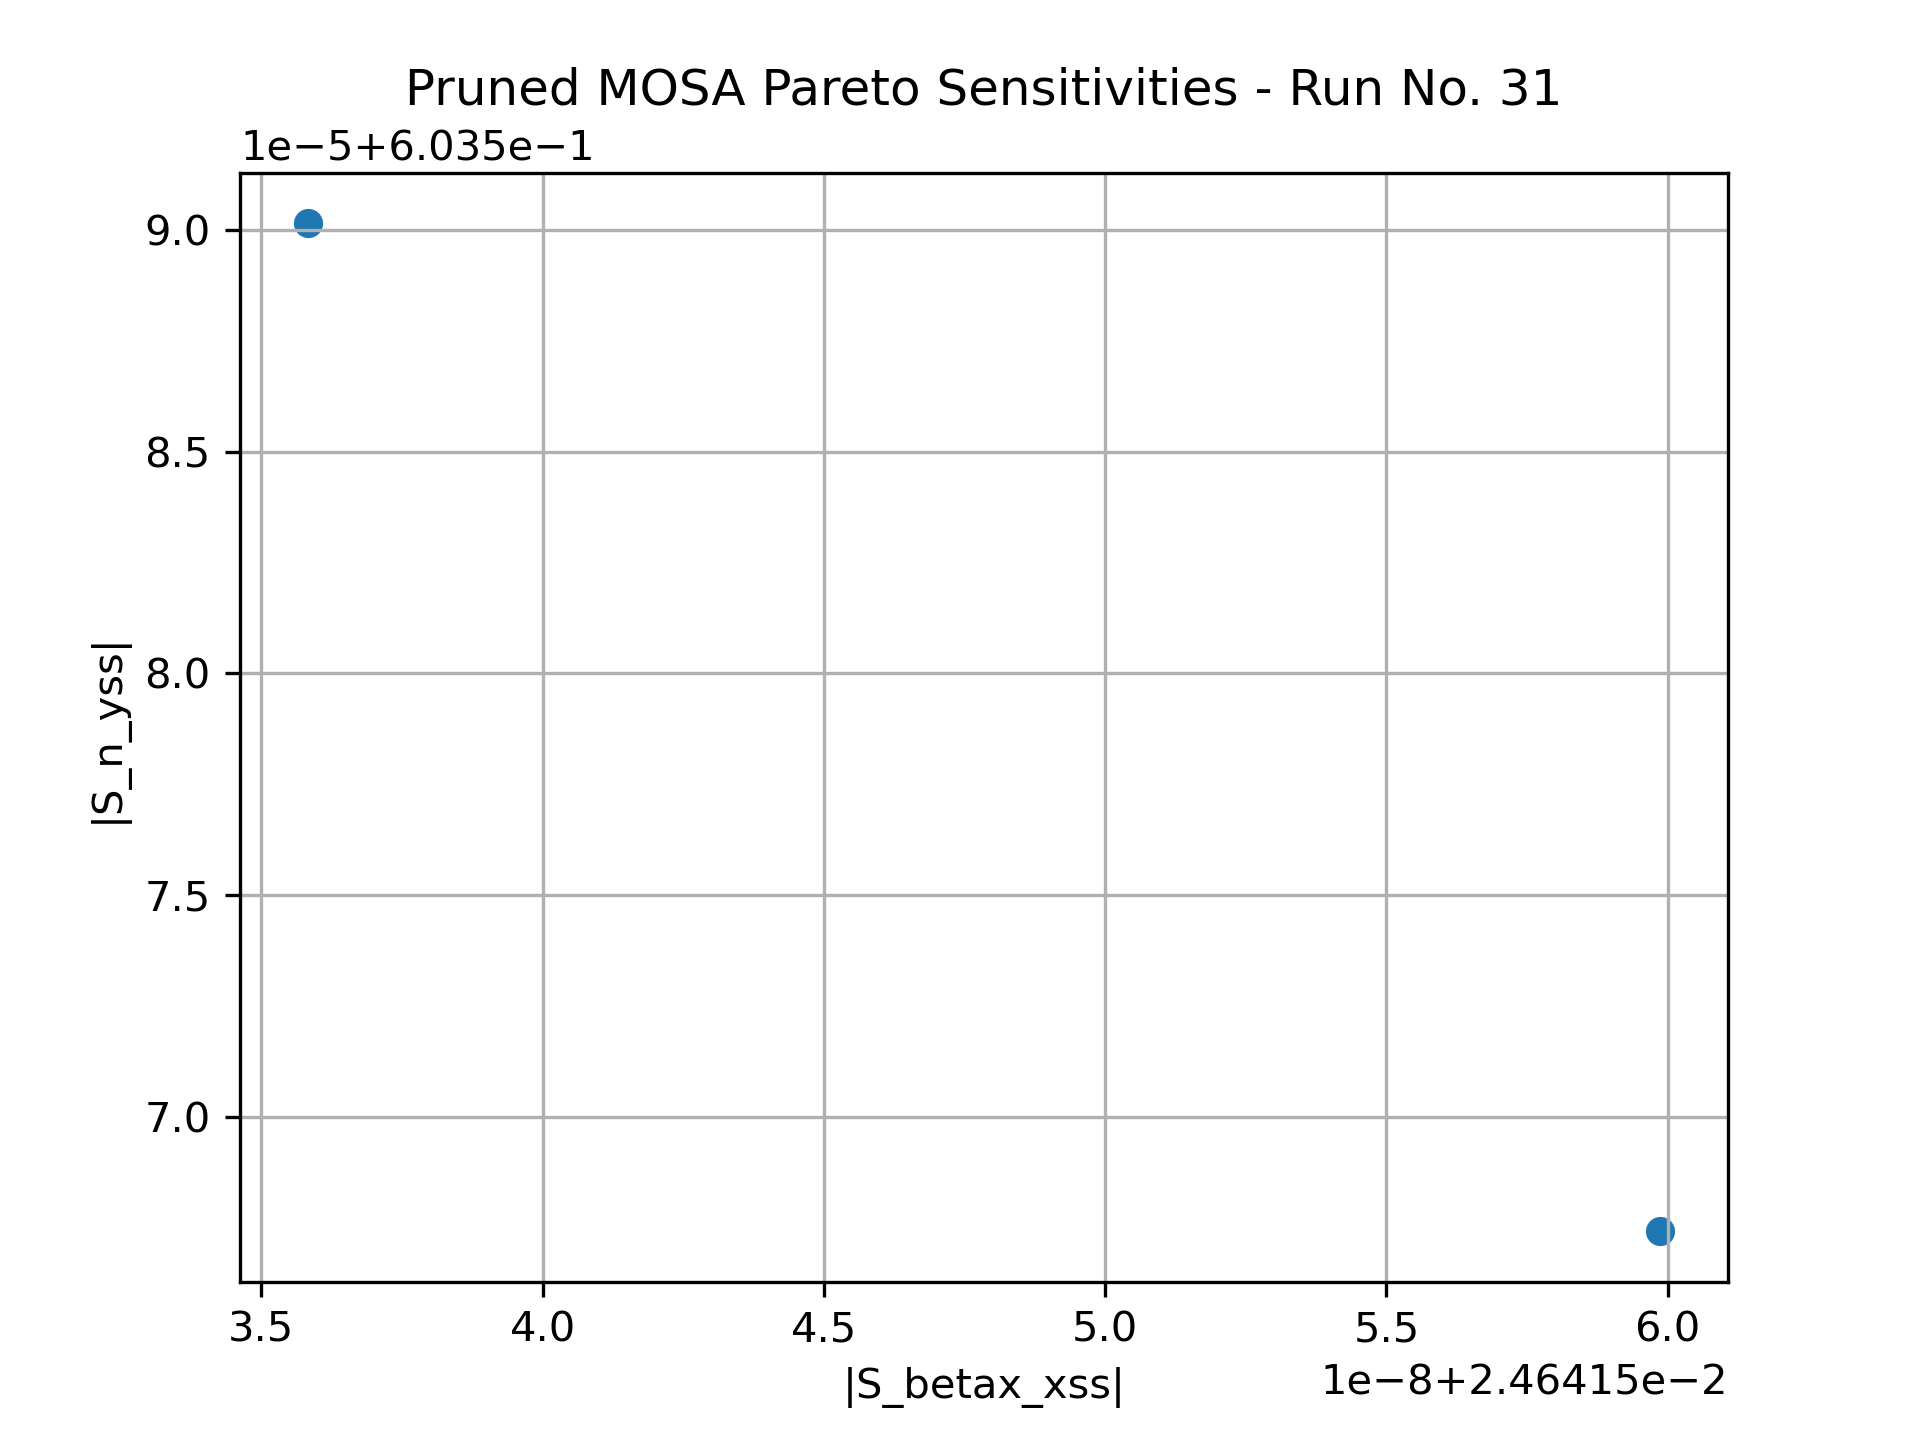 Pruned MOSA Pareto Sensitivities - Run No. 31
1e−5+6.035e−1
9.0
8.5
8.0
7.5
7.0
|S_n_yss|
3.5 4.0 4.5 5.0 5.5 6.0
|S_betax_xss|
1e−8+2.46415e−2